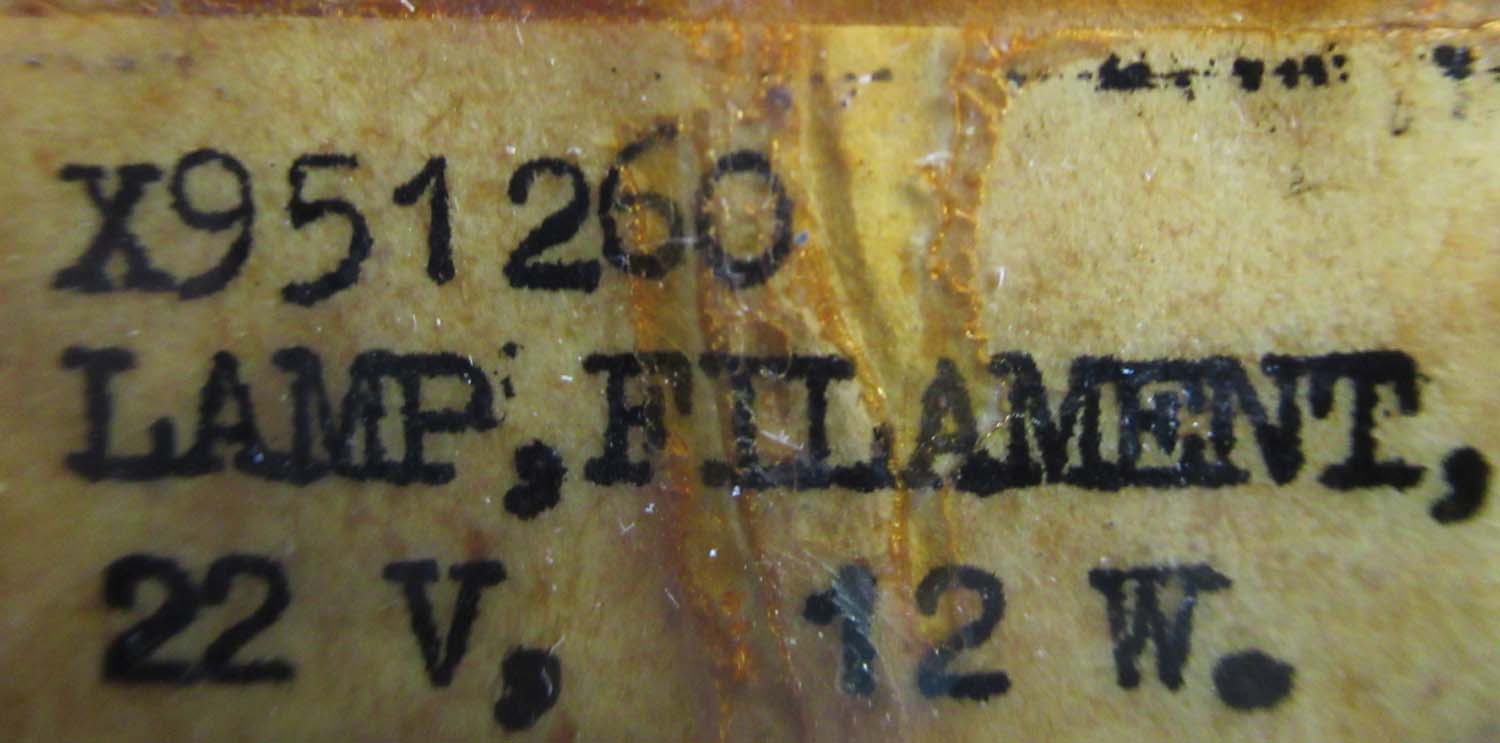 X951260
LAMP, FILAMENT,
22 V, 12 W.